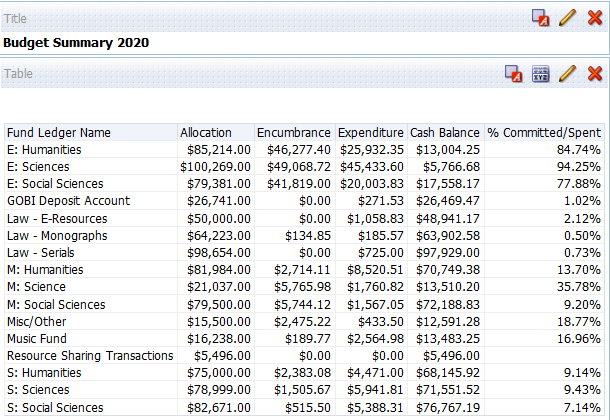 Title
Budget Summary 2020
Table
Fund Ledger Name Allocation Encumbrance Expenditure Cash Balance % Committed/Spent
E: Humanities $85,214.00 $46,277.40 $25,932.35 $13,004.25 84.74%
E: Sciences $100,269.00 $49,068.72 $45,433.60 $5,766.68 94.25%
E: Social Sciences $79,381.00 $41,819.00 $20,003.83 $17,558.17 77.88%
GOBI Deposit Account $26,741.00 $0.00 $271.53 $26,469.47 1.02%
Law - E-Resources $50,000.00 $0.00 $1,058.83 $48,941.17 2.12%
Law - Monographs $64,223.00 $134.85 $185.57 $63,902.58 0.50%
Law - Serials $98,654.00 $0.00 $725.00 $97,929.00 0.73%
M: Humanities $81,984.00 $2,714.11 $8,520.51 $70,749.38 13.70%
M: Science $21,037.00 $5,765.98 $1,760.82 $13,510.20 35.78%
M: Social Sciences $79,500.00 $5,744.12 $1,567.05 $72,188.83 9.20%
Misc/Other $15,500.00 $2,475.22 $433.50 $12,591.28 18.77%
Music Fund $16,238.00 $189.77 $2,564.98 $13,483.25 16.96%
Resource Sharing Transactions $5,496.00 $0.00 $0.00 $5,496.00
S: Humanities $75,000.00 $2,383.08 $4,471.00 $68,145.92 9.14%
S: Sciences $78,999.00 $1,505.67 $5,941.81 $71,551.52 9.43%
S: Social Sciences $82,671.00 $515.50 $5,388.31 $76,767.19 7.14%